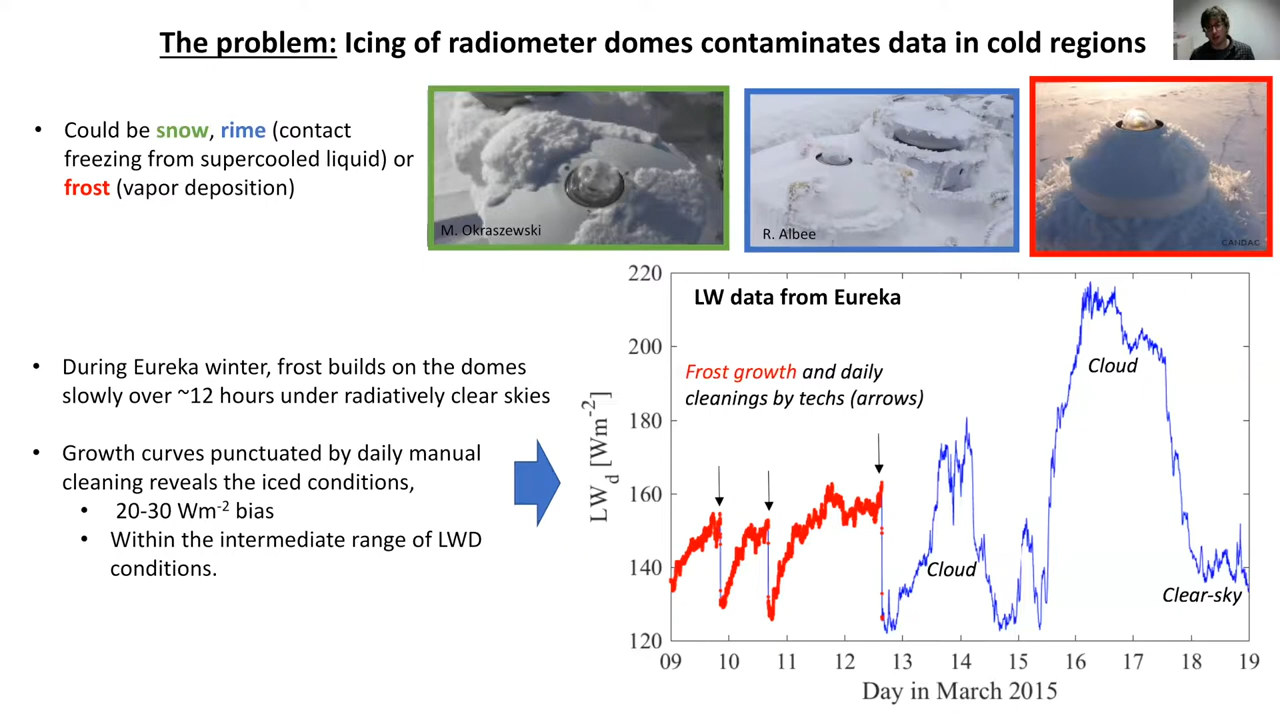 The problem: Icing of radiometer domes contaminates data in cold regions
• Could be snow, rime (contact
freezing from supercooled liquid) or
frost (vapor deposition)
M. Okraszewski
R. Albee
CANDAC
• During Eureka winter, frost builds on the domes
slowly over ~12 hours under radiatively clear skies
• Growth curves punctuated by daily manual
cleaning reveals the iced conditions,
• 20-30 Wm-2 bias
• Within the intermediate range of LWD
conditions.
LW data from Eureka
Frost growth and daily
cleanings by techs (arrows)
Cloud
Cloud
Clear-sky
LWd [Wm-2]
220
200
180
160
140
120
09 10 11 12 13 14 15 16 17 18 19
Day in March 2015